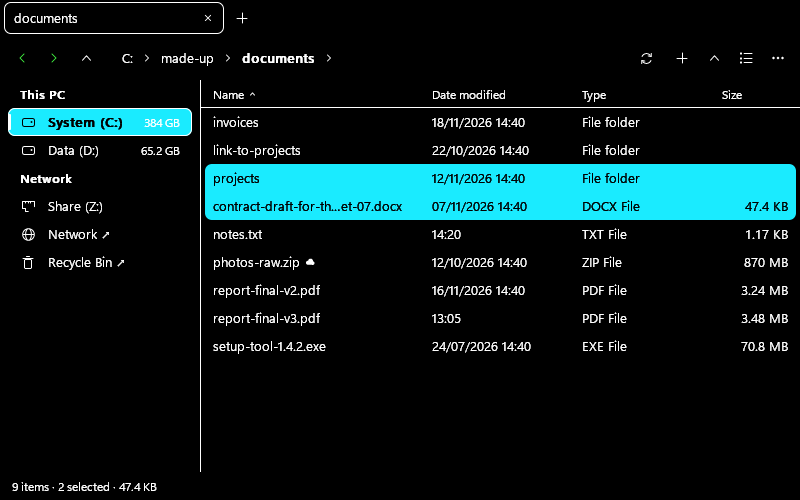 documents
C: made-up documents
This PC
System (C:) 384 GB
Data (D:) 65.2 GB
Network
Share (Z:)
Network
Recycle Bin
Name Date modified Type Size
invoices 18/11/2026 14:40 File folder
link-to-projects 22/10/2026 14:40 File folder
projects 12/11/2026 14:40 File folder
contract-draft-for-th...et-07.docx 07/11/2026 14:40 DOCX File 47.4 KB
notes.txt 14:20 TXT File 1.17 KB
photos-raw.zip 12/10/2026 14:40 ZIP File 870 MB
report-final-v2.pdf 16/11/2026 14:40 PDF File 3.24 MB
report-final-v3.pdf 13:05 PDF File 3.48 MB
setup-tool-1.4.2.exe 24/07/2026 14:40 EXE File 70.8 MB
9 items · 2 selected · 47.4 KB